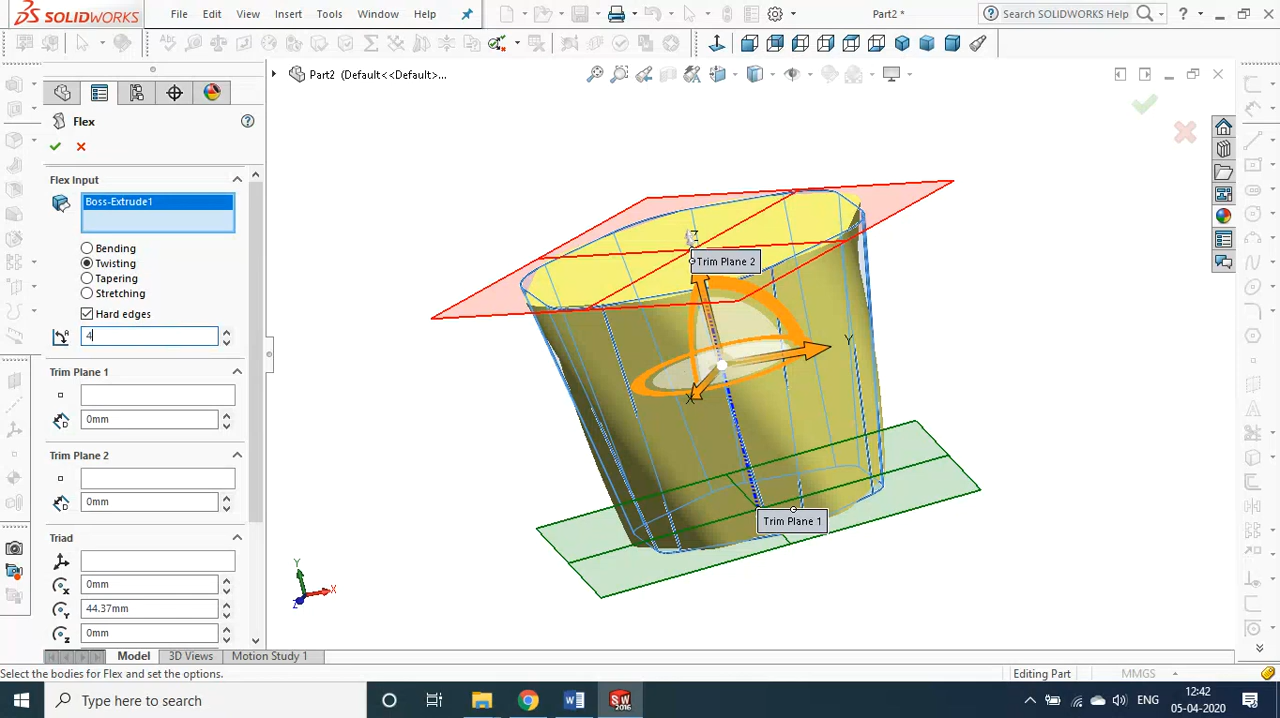 SOLIDWORKS
File Edit View Insert Tools Window Help
Part2 *
Search SOLIDWORKS Help
?
Part2 (Default<<Default>...
Flex
?
Flex Input
Boss-Extrude1
Bending
Twisting
Tapering
Stretching
Hard edges
4
Trim Plane 1
0mm
Trim Plane 2
0mm
Triad
0mm
44.37mm
0mm
Z
Trim Plane 2
Y
X
Trim Plane 1
Y
X
Z
Model 3D Views Motion Study 1
Select the bodies for Flex and set the options.
Editing Part
MMGS
Type here to search
SW
2016
ENG
12:42
05-04-2020